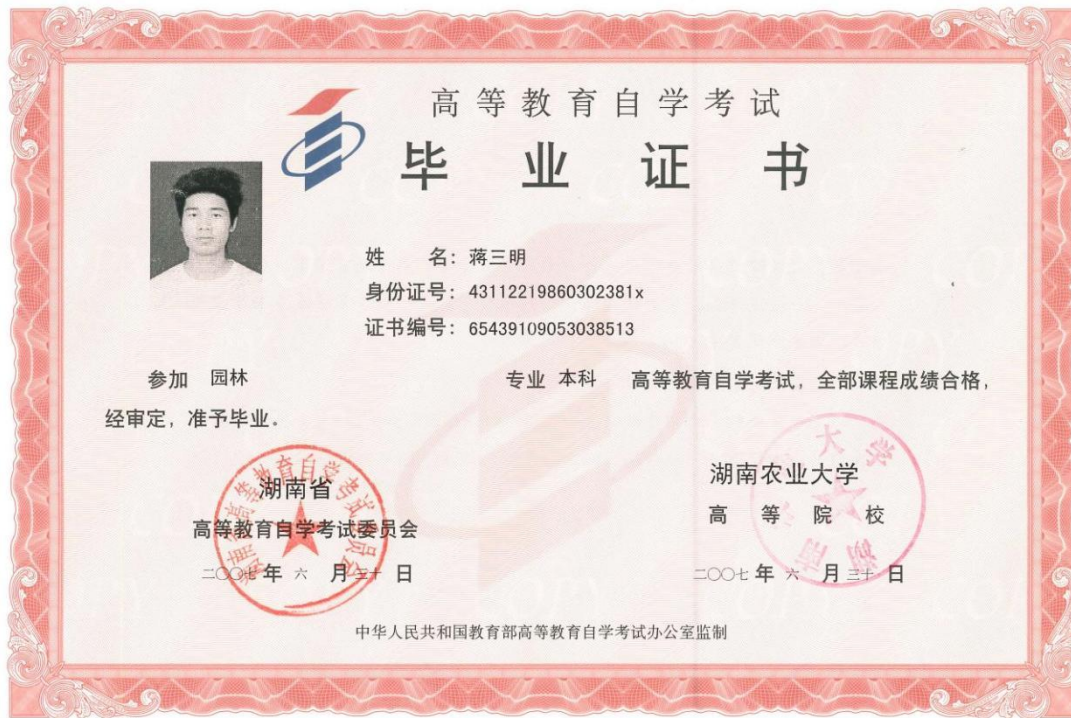 高等教育自学考试
毕业证书
姓 名：蒋三明
身份证号：43112219860302381x
证书编号：65439109053038513
参加 园林 专业 本科 高等教育自学考试，全部课程成绩合格，
经审定，准予毕业。
湖南省
高等教育自学考试委员会
二〇〇七年 六 月三十日
湖南农业大学
高等院校
二〇〇七年 六 月三十日
中华人民共和国教育部高等教育自学考试办公室监制